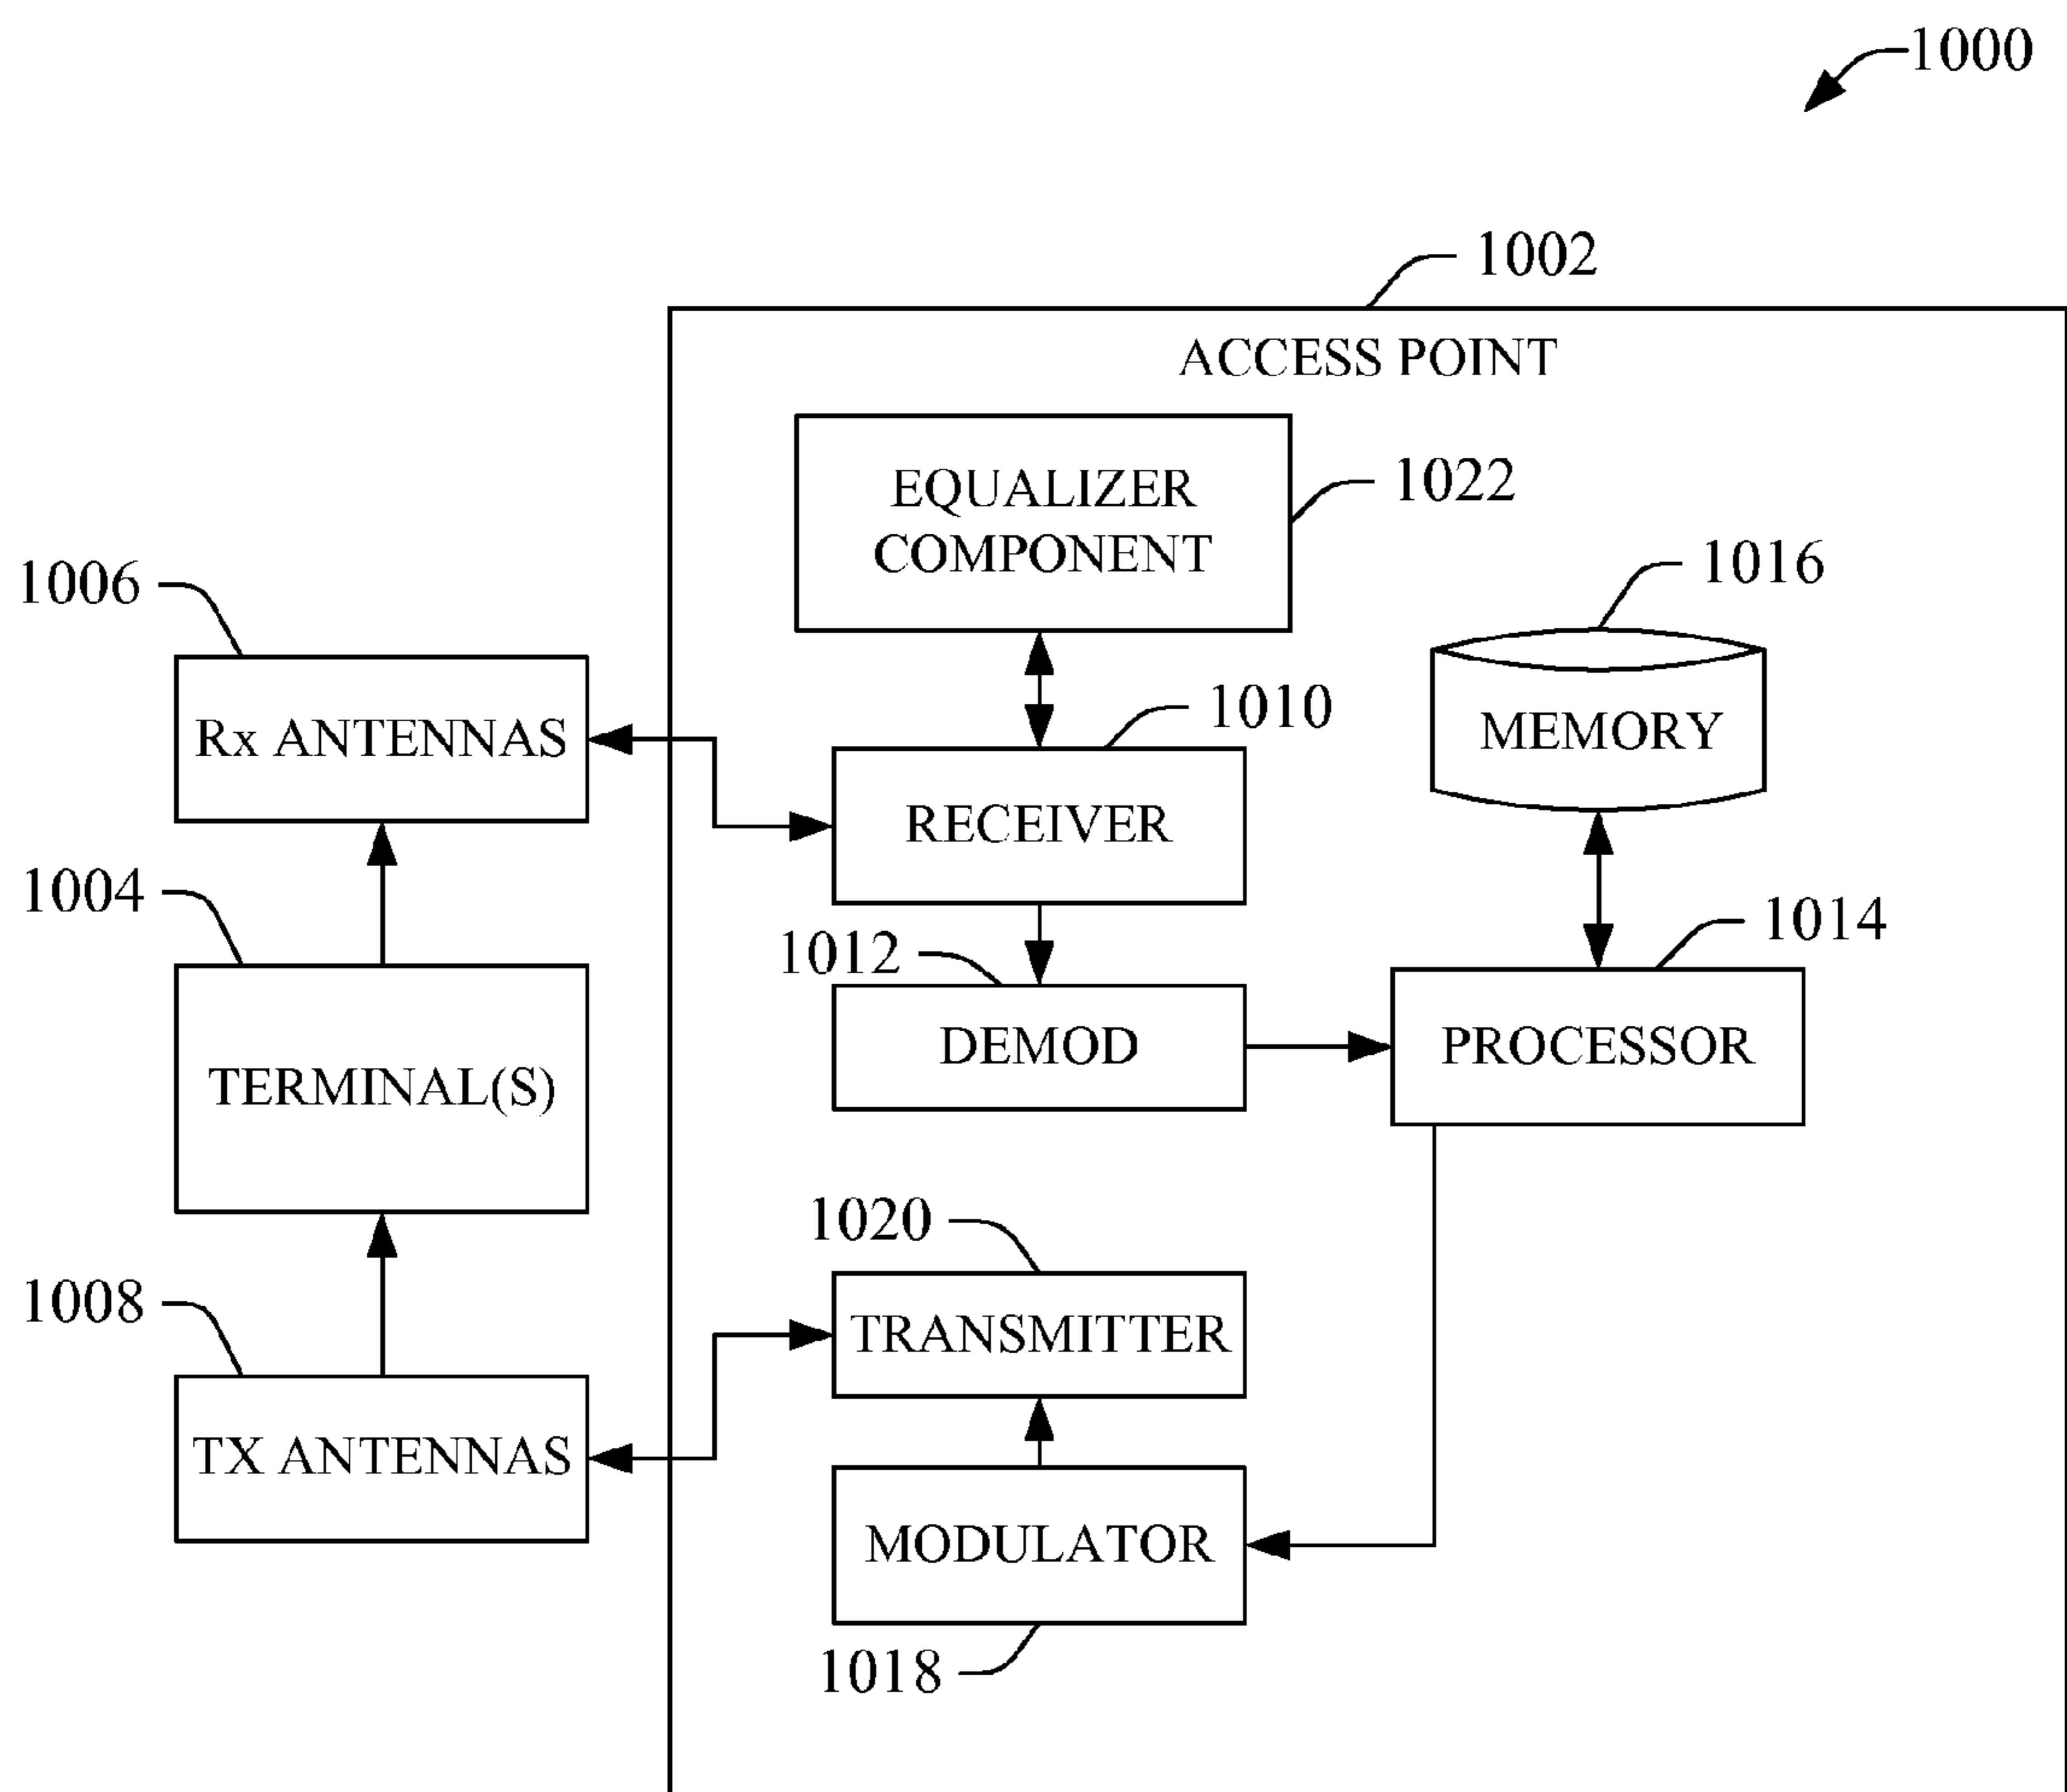 1000
1002
ACCESS POINT
EQUALIZER
COMPONENT
1022
1016
1006
MEMORY
1010
Rx ANTENNAS
RECEIVER
1004
1014
1012
DEMOD
PROCESSOR
TERMINAL(S)
1020
1008
TRANSMITTER
TX ANTENNAS
MODULATOR
1018